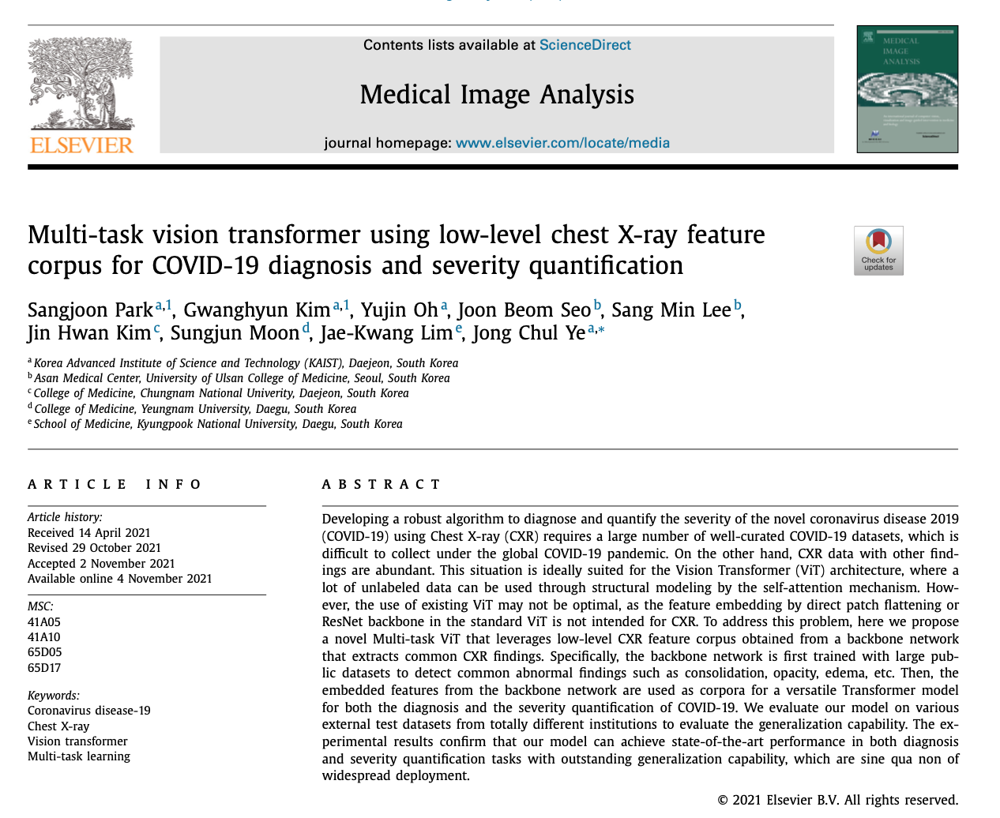 Contents lists available at ScienceDirect
Medical Image Analysis
journal homepage: www.elsevier.com/locate/media
ELSEVIER
MEDICAL
IMAGE
ANALYSIS
Multi-task vision transformer using low-level chest X-ray feature
corpus for COVID-19 diagnosis and severity quantification
Check for
updates
Sangjoon Park a,1, Gwanghyun Kim a,1, Yujin Oh a, Joon Beom Seo b, Sang Min Lee b,
Jin Hwan Kim c, Sungjun Moon d, Jae-Kwang Lim e, Jong Chul Ye a,*
a Korea Advanced Institute of Science and Technology (KAIST), Daejeon, South Korea
b Asan Medical Center, University of Ulsan College of Medicine, Seoul, South Korea
c College of Medicine, Chungnam National Univerity, Daejeon, South Korea
d College of Medicine, Yeungnam University, Daegu, South Korea
e School of Medicine, Kyungpook National University, Daegu, South Korea
ARTICLE INFO
Article history:
Received 14 April 2021
Revised 29 October 2021
Accepted 2 November 2021
Available online 4 November 2021
MSC:
41A05
41A10
65D05
65D17
Keywords:
Coronavirus disease-19
Chest X-ray
Vision transformer
Multi-task learning
ABSTRACT
Developing a robust algorithm to diagnose and quantify the severity of the novel coronavirus disease 2019
(COVID-19) using Chest X-ray (CXR) requires a large number of well-curated COVID-19 datasets, which is
difficult to collect under the global COVID-19 pandemic. On the other hand, CXR data with other find-
ings are abundant. This situation is ideally suited for the Vision Transformer (ViT) architecture, where a
lot of unlabeled data can be used through structural modeling by the self-attention mechanism. How-
ever, the use of existing ViT may not be optimal, as the feature embedding by direct patch flattening or
ResNet backbone in the standard ViT is not intended for CXR. To address this problem, here we propose
a novel Multi-task ViT that leverages low-level CXR feature corpus obtained from a backbone network
that extracts common CXR findings. Specifically, the backbone network is first trained with large pub-
lic datasets to detect common abnormal findings such as consolidation, opacity, edema, etc. Then, the
embedded features from the backbone network are used as corpora for a versatile Transformer model
for both the diagnosis and the severity quantification of COVID-19. We evaluate our model on various
external test datasets from totally different institutions to evaluate the generalization capability. The ex-
perimental results confirm that our model can achieve state-of-the-art performance in both diagnosis
and severity quantification tasks with outstanding generalization capability, which are sine qua non of
widespread deployment.
© 2021 Elsevier B.V. All rights reserved.